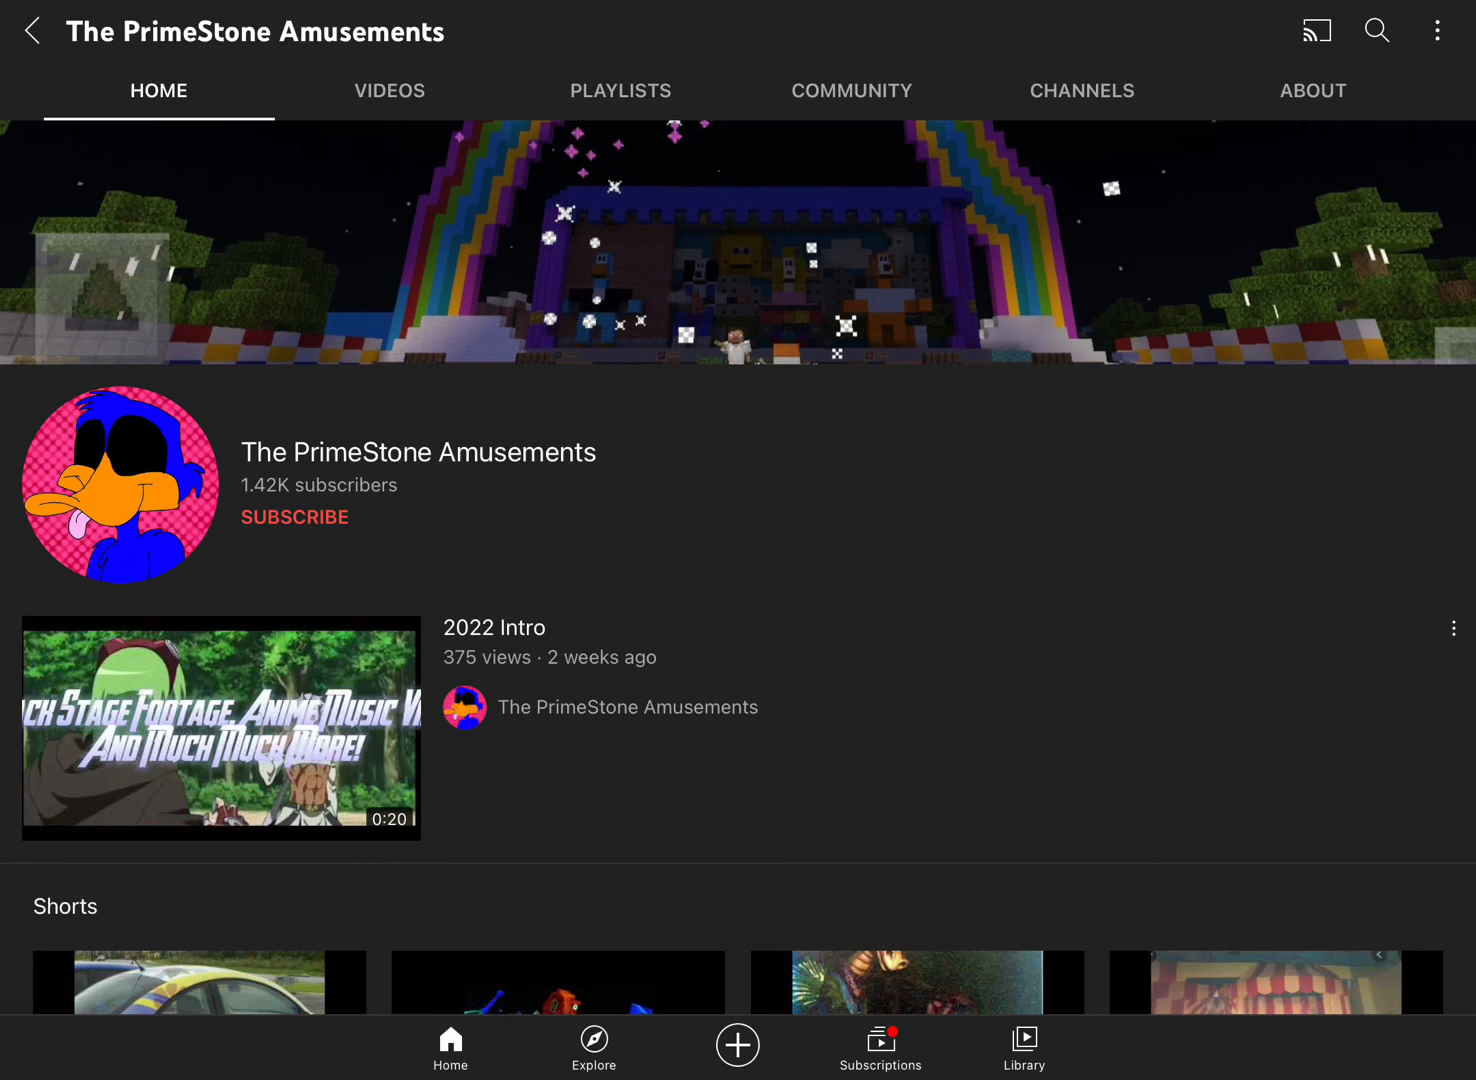 The PrimeStone Amusements
HOME VIDEOS PLAYLISTS COMMUNITY CHANNELS ABOUT
The PrimeStone Amusements
1.42K subscribers
SUBSCRIBE
2022 Intro
375 views · 2 weeks ago
The PrimeStone Amusements
CK STAGE FOOTAGE, ANIME MUSIC VI
AND MUCH MUCH MORE!
0:20
Shorts
Home Explore Subscriptions Library